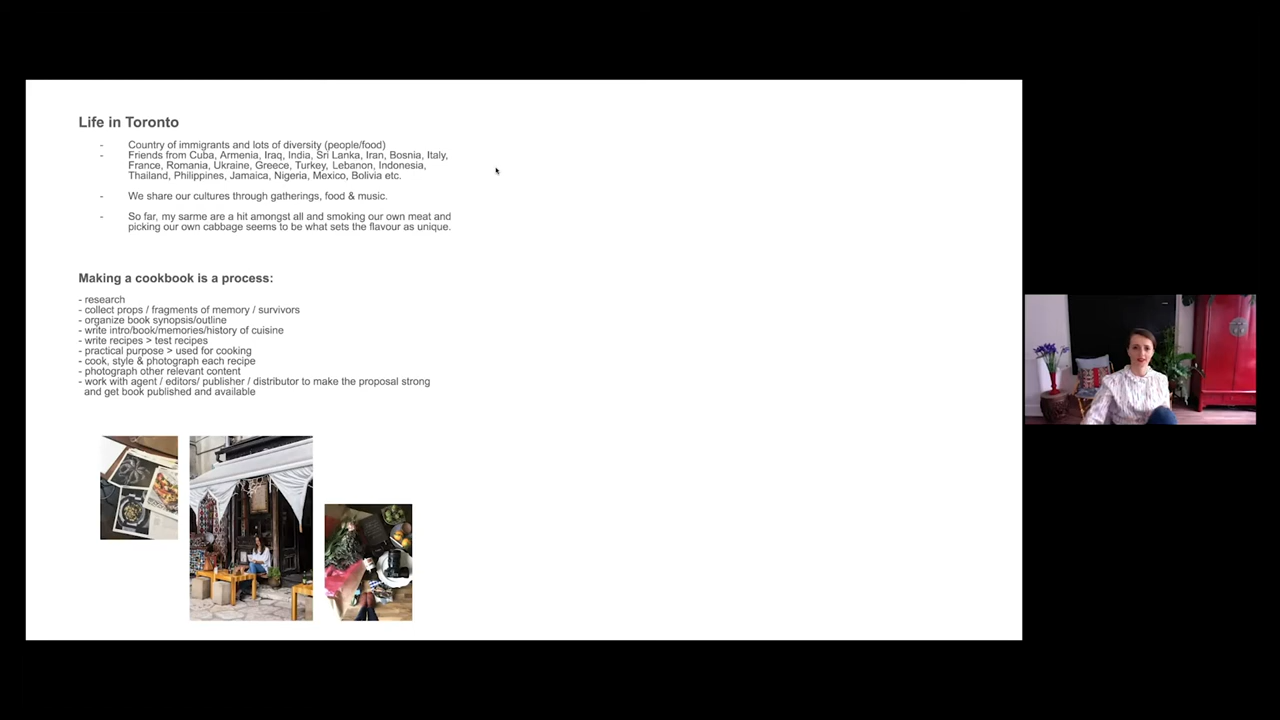 Life in Toronto
- Country of immigrants and lots of diversity (people/food)
- Friends from Cuba, Armenia, Iraq, India, Sri Lanka, Iran, Bosnia, Italy,
France, Romania, Ukraine, Greece, Turkey, Lebanon, Indonesia,
Thailand, Philippines, Jamaica, Nigeria, Mexico, Bolivia etc.
- We share our cultures through gatherings, food & music.
- So far, my sarme are a hit amongst all and smoking our own meat and
picking our own cabbage seems to be what sets the flavour as unique.
Making a cookbook is a process:
- research
- collect props / fragments of memory / survivors
- organize book synopsis/outline
- write intro/book/memories/history of cuisine
- write recipes > test recipes
- practical purpose > used for cooking
- cook, style & photograph each recipe
- photograph other relevant content
- work with agent / editors/ publisher / distributor to make the proposal strong
and get book published and available